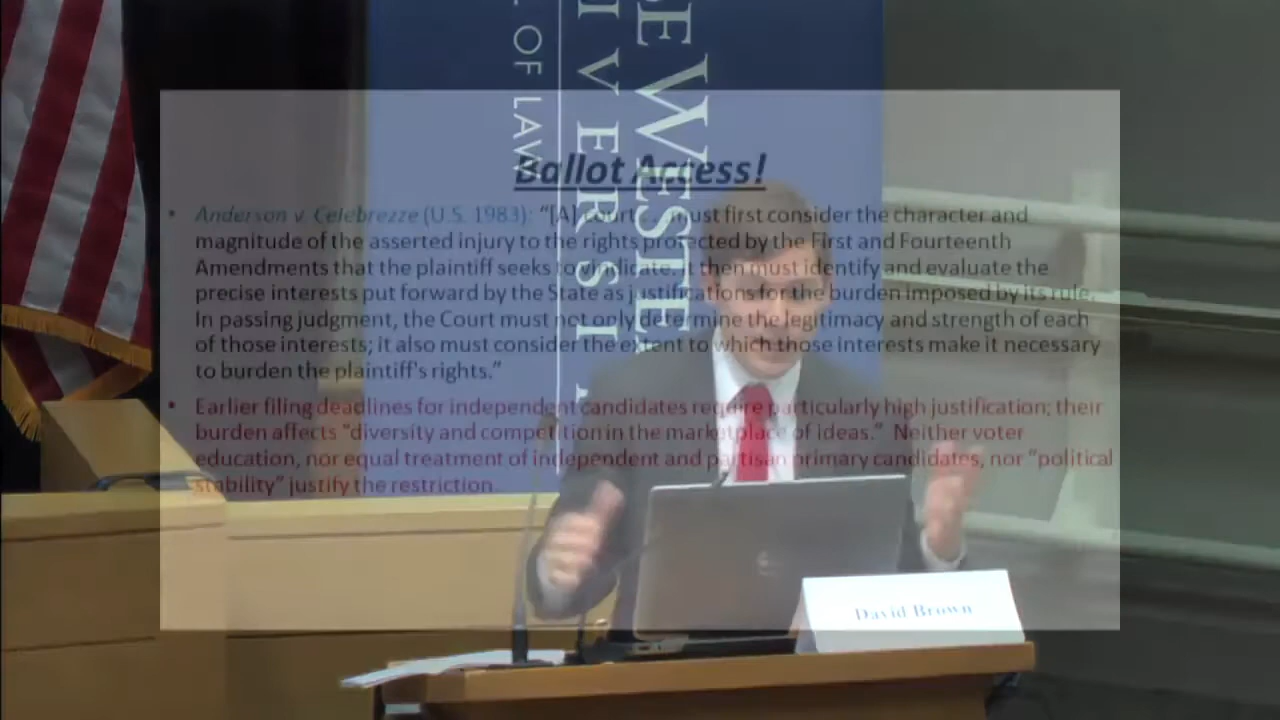 SE WESTE
I VERSI
L OF LAW
Ballot Access!
• Anderson v. Celebrezze (U.S. 1983): "[A] court . . . must first consider the character and
magnitude of the asserted injury to the rights protected by the First and Fourteenth
Amendments that the plaintiff seeks to vindicate. It then must identify and evaluate the
precise interests put forward by the State as justifications for the burden imposed by its rule.
In passing judgment, the Court must not only determine the legitimacy and strength of each
of those interests; it also must consider the extent to which those interests make it necessary
to burden the plaintiff's rights."
• Earlier filing deadlines for independent candidates require particularly high justification; their
burden affects "diversity and competition in the marketplace of ideas." Neither voter
education, nor equal treatment of independent and partisan primary candidates, nor "political
stability" justify the restriction.
David Brown